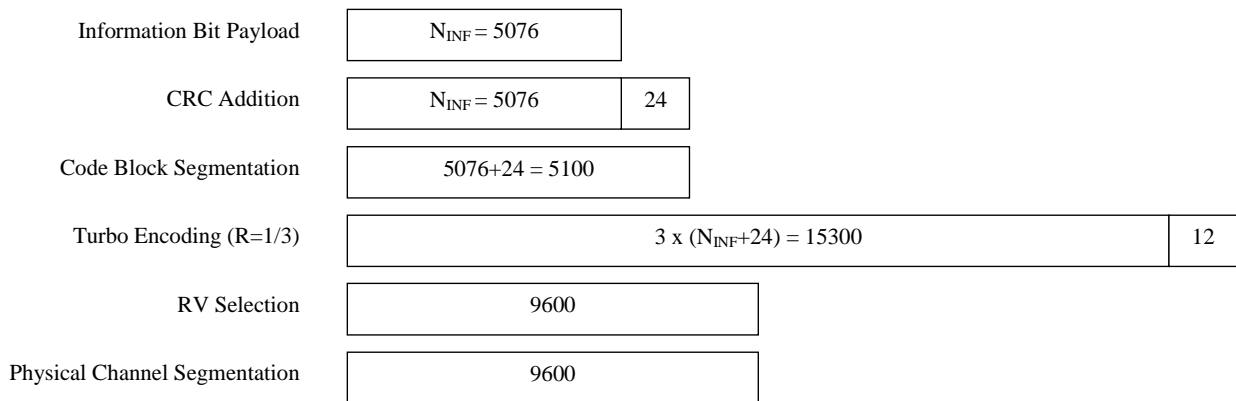 Information Bit Payload
N_INF = 5076
CRC Addition
N_INF = 5076
24
Code Block Segmentation
5076+24 = 5100
Turbo Encoding (R=1/3)
3 x (N_INF+24) = 15300
12
RV Selection
9600
Physical Channel Segmentation
9600